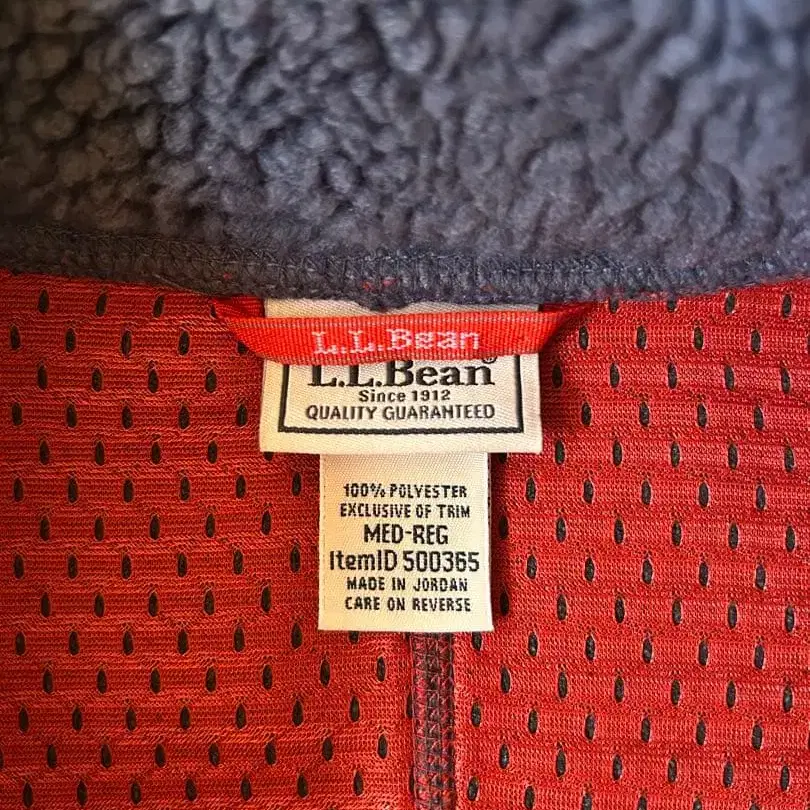 L.L.Bean
L.L.Bean®
Since 1912
QUALITY GUARANTEED
100% POLYESTER
EXCLUSIVE OF TRIM
MED-REG
ItemID 500365
MADE IN JORDAN
CARE ON REVERSE